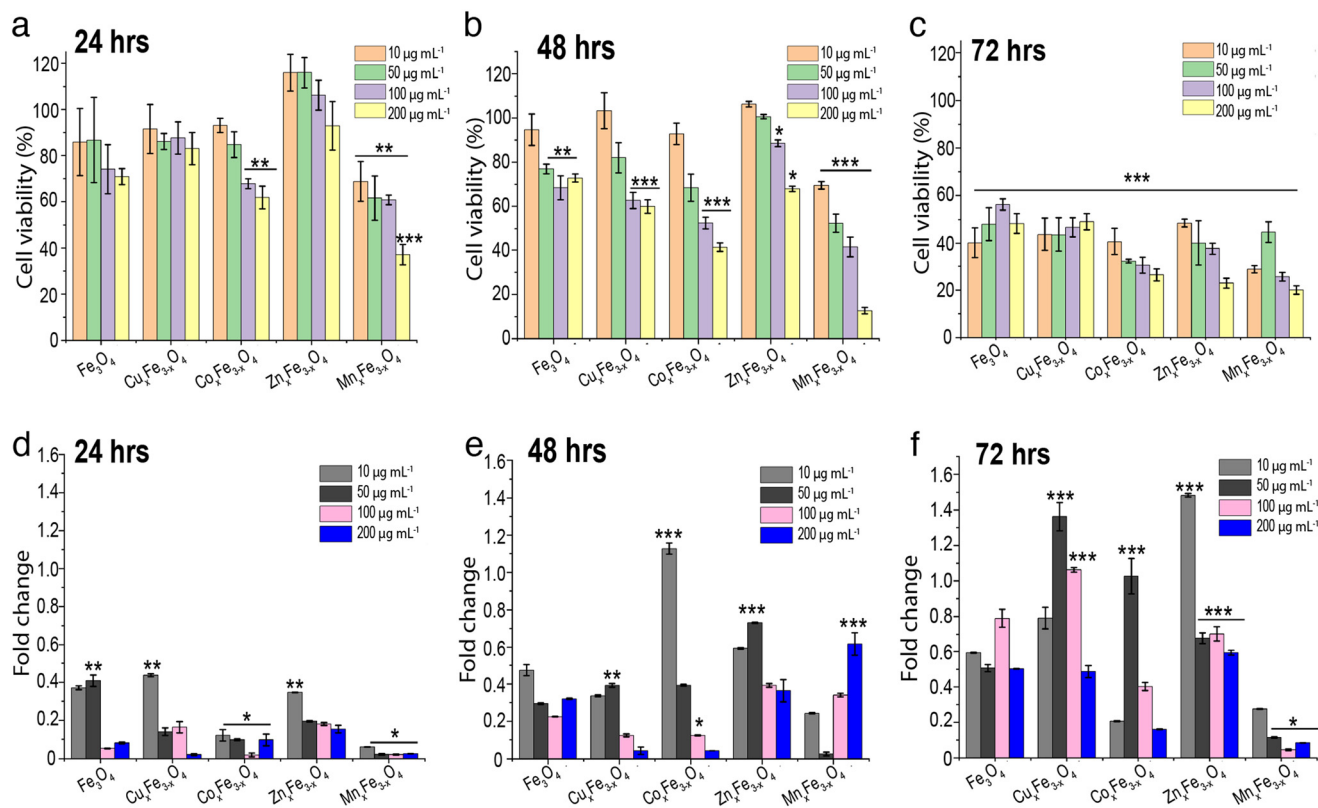 a 24 hrs
10 µg mL⁻¹
50 µg mL⁻¹
100 µg mL⁻¹
200 µg mL⁻¹
Cell viability (%)
120
100
80
60
40
20
0
**
**
***
Fe₃O₄
CuₓFe₃₋ₓO₄
CoₓFe₃₋ₓO₄
ZnₓFe₃₋ₓO₄
MnₓFe₃₋ₓO₄
b 48 hrs
10 µg mL⁻¹
50 µg mL⁻¹
100 µg mL⁻¹
200 µg mL⁻¹
Cell viability (%)
120
100
80
60
40
20
0
**
***
***
*
*
***
Fe₃O₄
CuₓFe₃₋ₓO₄
CoₓFe₃₋ₓO₄
ZnₓFe₃₋ₓO₄
MnₓFe₃₋ₓO₄
c 72 hrs
10 µg mL⁻¹
50 µg mL⁻¹
100 µg mL⁻¹
200 µg mL⁻¹
Cell viability (%)
120
100
80
60
40
20
0
***
Fe₃O₄
CuₓFe₃₋ₓO₄
CoₓFe₃₋ₓO₄
ZnₓFe₃₋ₓO₄
MnₓFe₃₋ₓO₄
d 24 hrs
10 µg mL⁻¹
50 µg mL⁻¹
100 µg mL⁻¹
200 µg mL⁻¹
Fold change
1.6
1.4
1.2
1.0
0.8
0.6
0.4
0.2
0
**
**
*
**
*
Fe₃O₄
CuₓFe₃₋ₓO₄
CoₓFe₃₋ₓO₄
ZnₓFe₃₋ₓO₄
MnₓFe₃₋ₓO₄
e 48 hrs
10 µg mL⁻¹
50 µg mL⁻¹
100 µg mL⁻¹
200 µg mL⁻¹
Fold change
1.6
1.4
1.2
1.0
0.8
0.6
0.4
0.2
0
**
***
*
***
***
Fe₃O₄
CuₓFe₃₋ₓO₄
CoₓFe₃₋ₓO₄
ZnₓFe₃₋ₓO₄
MnₓFe₃₋ₓO₄
f 72 hrs
10 µg mL⁻¹
50 µg mL⁻¹
100 µg mL⁻¹
200 µg mL⁻¹
Fold change
1.6
1.4
1.2
1.0
0.8
0.6
0.4
0.2
0
***
***
***
***
***
*
Fe₃O₄
CuₓFe₃₋ₓO₄
CoₓFe₃₋ₓO₄
ZnₓFe₃₋ₓO₄
MnₓFe₃₋ₓO₄